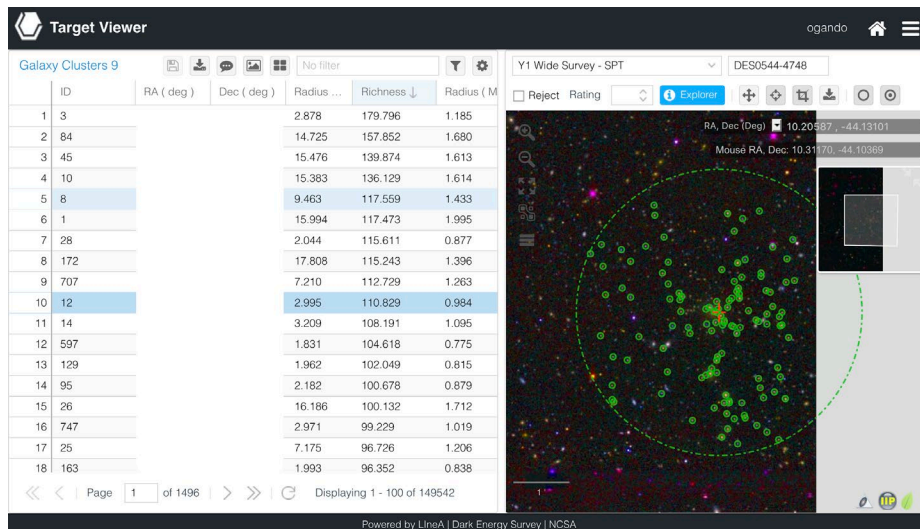 Target Viewer
ogando
Galaxy Clusters 9
No filter
Y1 Wide Survey - SPT
DES0544-4748
ID RA ( deg ) Dec ( deg ) Radius ... Richness ↓ Radius ( M
Reject Rating Explorer
1 3 2.878 179.796 1.185
2 84 14.725 157.852 1.680
3 45 15.476 139.874 1.613
4 10 15.383 136.129 1.614
5 8 9.463 117.559 1.433
6 1 15.994 117.473 1.995
7 28 2.044 115.611 0.877
8 172 17.808 115.243 1.396
9 707 7.210 112.729 1.263
10 12 2.995 110.829 0.984
11 14 3.209 108.191 1.095
12 597 1.831 104.618 0.775
13 129 1.962 102.049 0.815
14 95 2.182 100.678 0.879
15 26 16.186 100.132 1.712
16 747 2.971 99.229 1.019
17 25 7.175 96.726 1.206
18 163 1.993 96.352 0.838
RA, Dec (Deg) 10.20587 , -44.13101
Mouse RA, Dec: 10.31170, -44.10369
1'
IIP
Page 1 of 1496 Displaying 1 - 100 of 149542
Powered by LIneA | Dark Energy Survey | NCSA